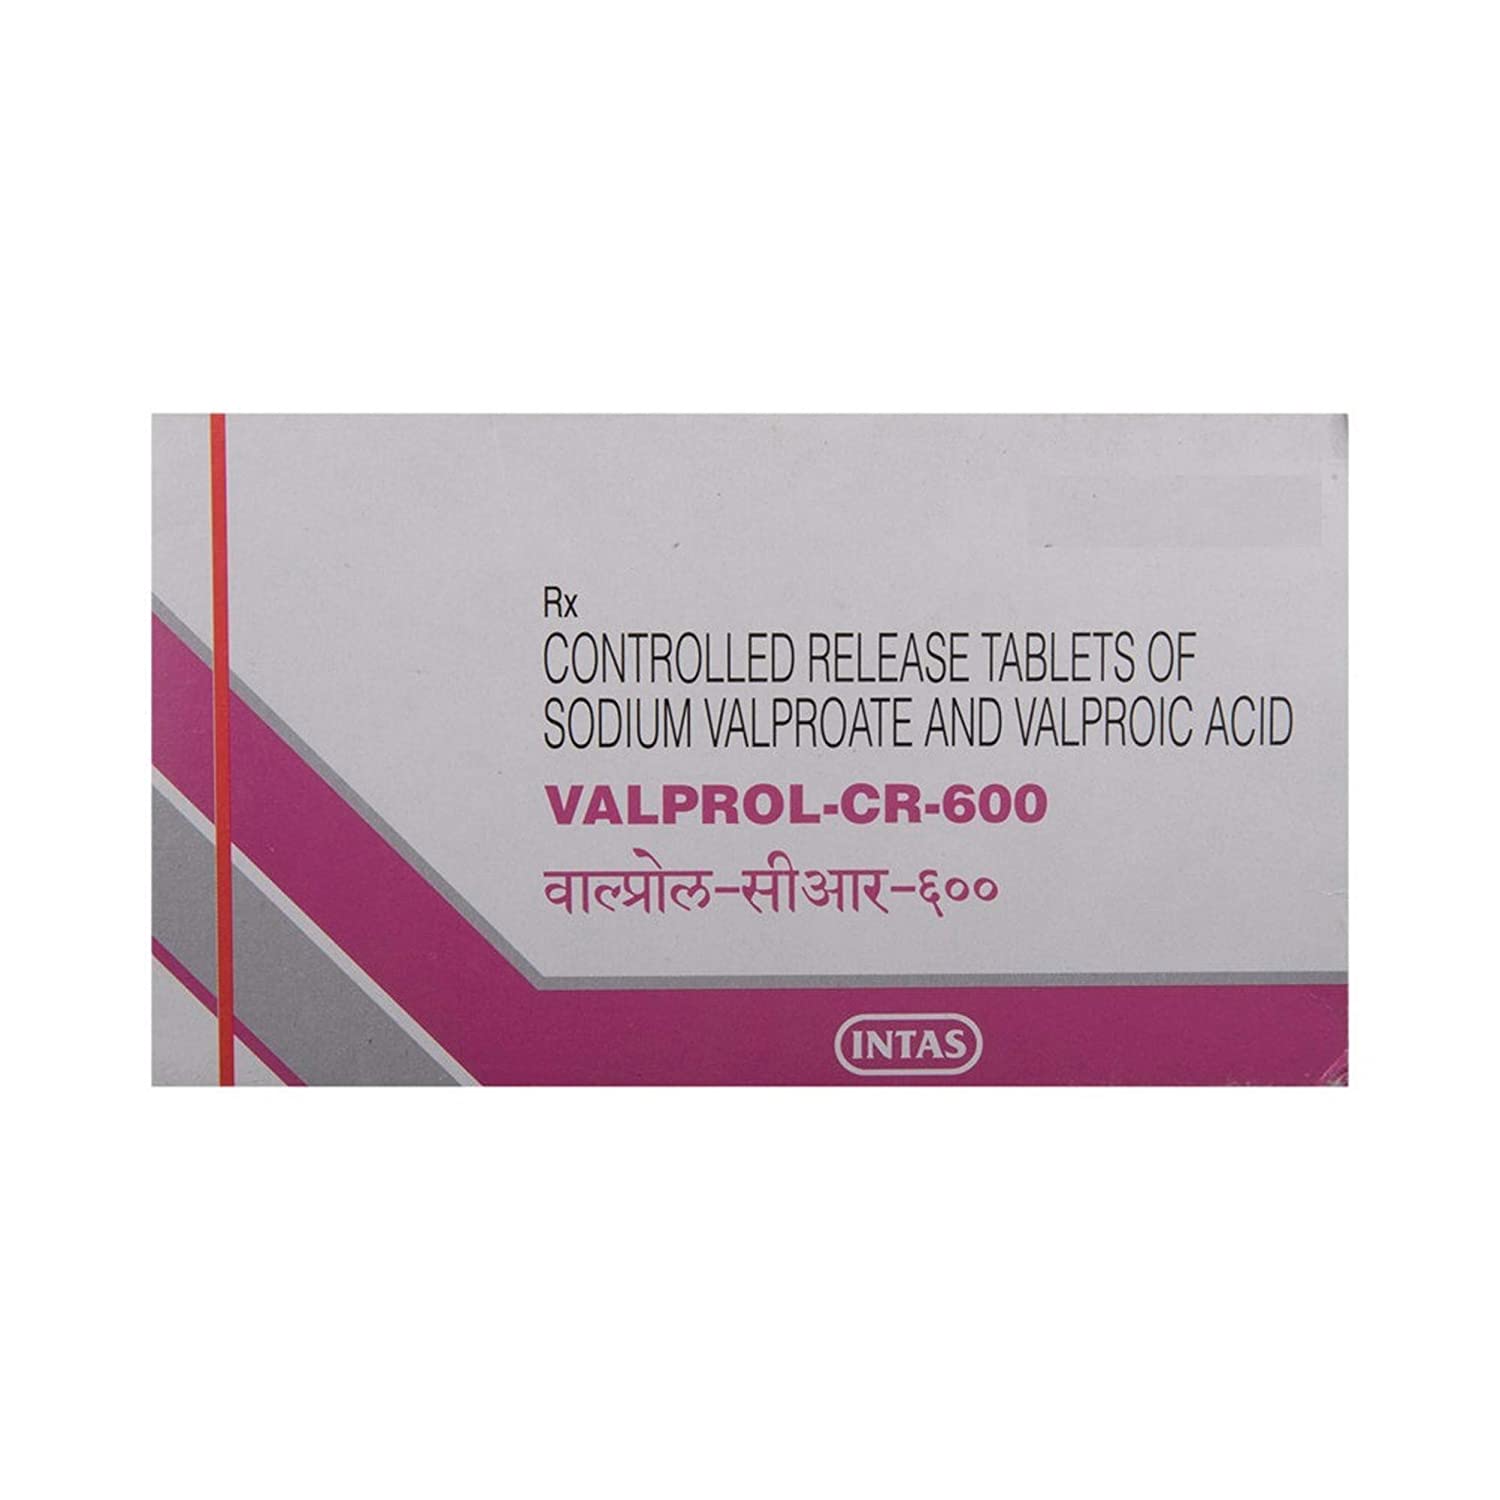 Rx
CONTROLLED RELEASE TABLETS OF
SODIUM VALPROATE AND VALPROIC ACID
VALPROL-CR-600
वाल्प्रोल-सीआर-६००
INTAS